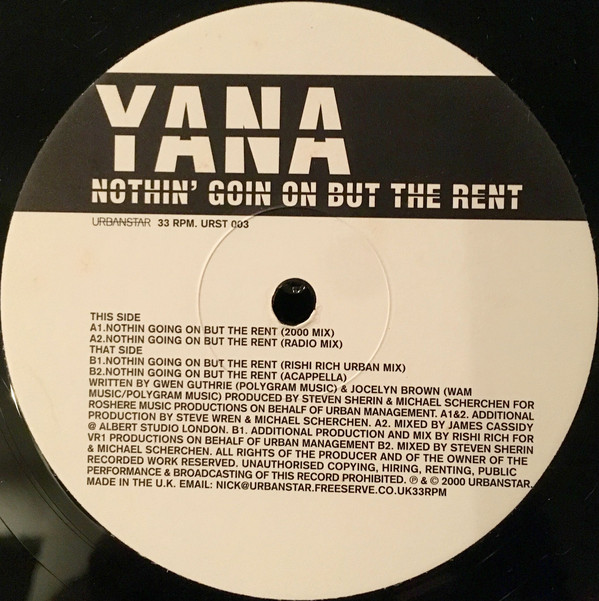 YANA
NOTHIN' GOIN ON BUT THE RENT
URBANSTAR 33 RPM. URST 003
THIS SIDE
A1.NOTHIN GOING ON BUT THE RENT (2000 MIX)
A2.NOTHIN GOING ON BUT THE RENT (RADIO MIX)
THAT SIDE
B1.NOTHIN GOING ON BUT THE RENT (RISHI RICH URBAN MIX)
B2.NOTHIN GOING ON BUT THE RENT (ACAPPELLA)
WRITTEN BY GWEN GUTHRIE (POLYGRAM MUSIC) & JOCELYN BROWN (WAM
MUSIC/POLYGRAM MUSIC) PRODUCED BY STEVEN SHERIN & MICHAEL SCHERCHEN FOR
ROSHERE MUSIC PRODUCTIONS ON BEHALF OF URBAN MANAGEMENT. A1&2. ADDITIONAL
PRODUCTION BY STEVE WREN & MICHAEL SCHERCHEN. A2. MIXED BY JAMES CASSIDY
@ ALBERT STUDIO LONDON. B1. ADDITIONAL PRODUCTION AND MIX BY RISHI RICH FOR
VR1 PRODUCTIONS ON BEHALF OF URBAN MANAGEMENT B2. MIXED BY STEVEN SHERIN
& MICHAEL SCHERCHEN. ALL RIGHTS OF THE PRODUCER AND OF THE OWNER OF THE
RECORDED WORK RESERVED. UNAUTHORISED COPYING, HIRING, RENTING, PUBLIC
PERFORMANCE & BROADCASTING OF THIS RECORD PROHIBITED. ℗ & © 2000 URBANSTAR.
MADE IN THE U.K. EMAIL: NICK@URBANSTAR.FREESERVE.CO.UK33RPM